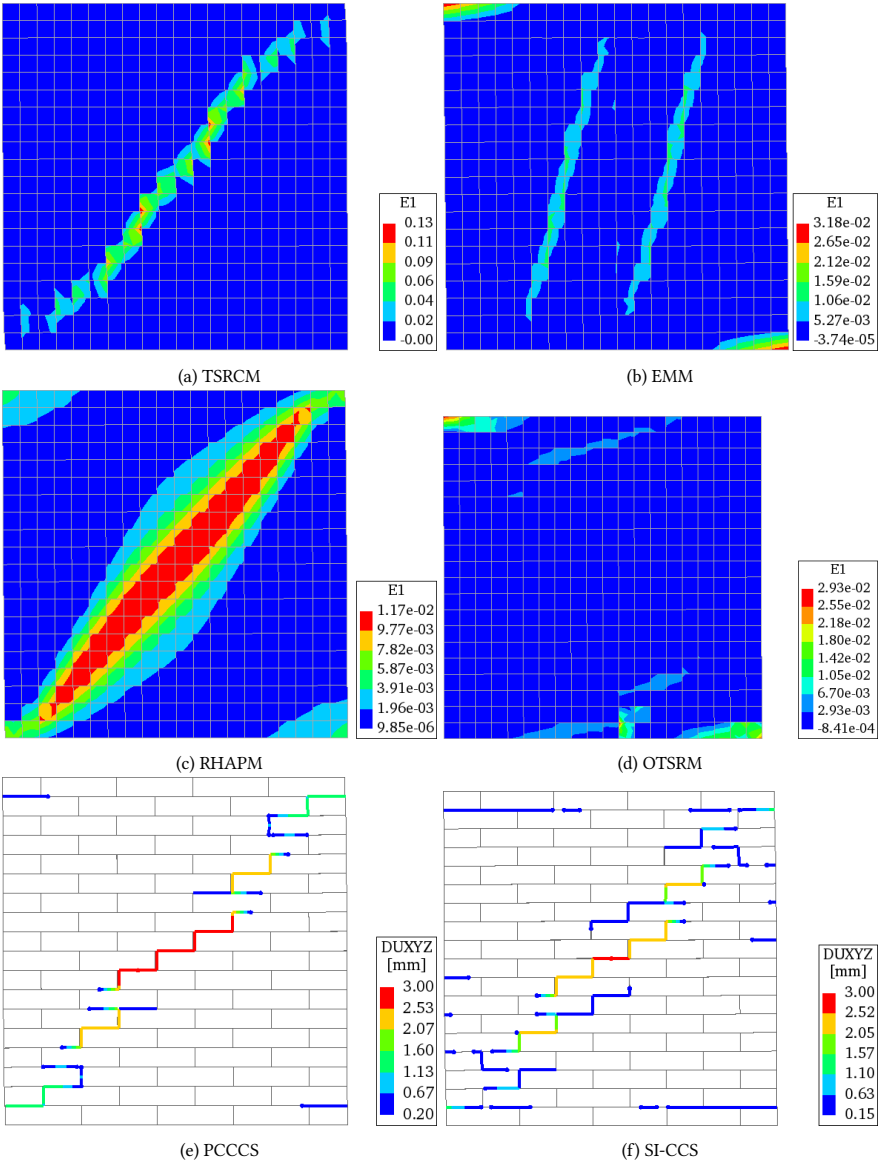 E1
0.13
0.11
0.09
0.06
0.04
0.02
-0.00
(a) TSRCM
E1
3.18e-02
2.65e-02
2.12e-02
1.59e-02
1.06e-02
5.27e-03
-3.74e-05
(b) EMM
E1
1.17e-02
9.77e-03
7.82e-03
5.87e-03
3.91e-03
1.96e-03
9.85e-06
(c) RHAPM
E1
2.93e-02
2.55e-02
2.18e-02
1.80e-02
1.42e-02
1.05e-02
6.70e-03
2.93e-03
-8.41e-04
(d) OTSRM
DUXYZ
[mm]
3.00
2.53
2.07
1.60
1.13
0.67
0.20
(e) PCCCS
DUXYZ
[mm]
3.00
2.52
2.05
1.57
1.10
0.63
0.15
(f) SI-CCS